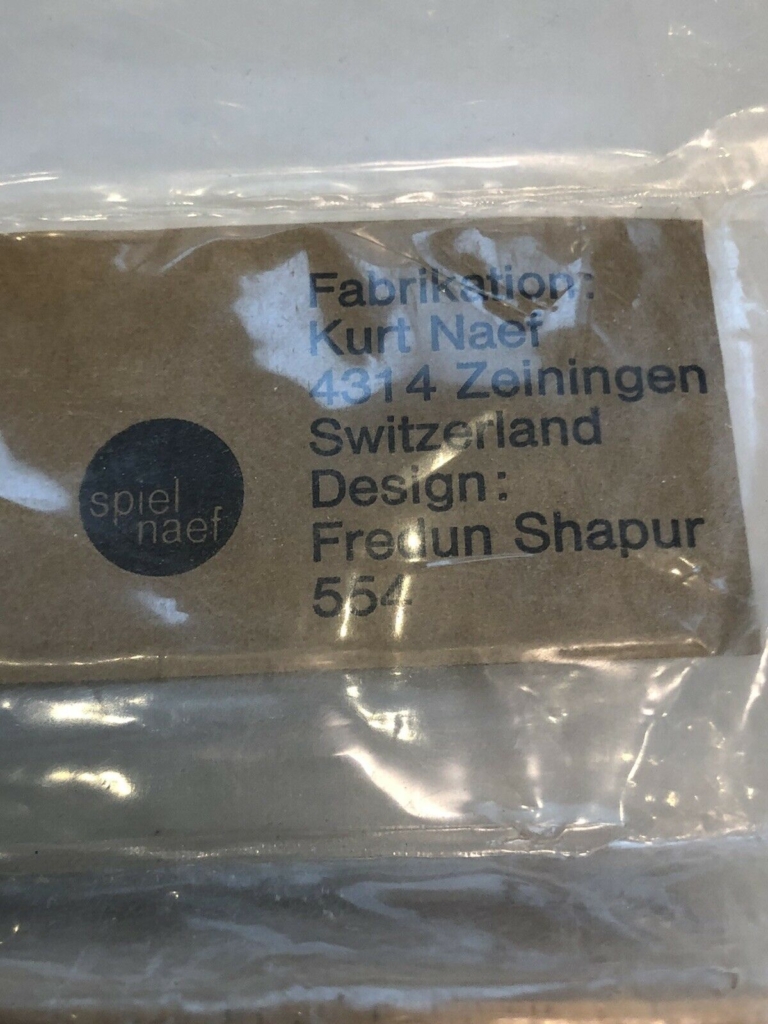 spiel
naef
Fabrikation:
Kurt Naef
4314 Zeiningen
Switzerland
Design:
Fredun Shapur
554